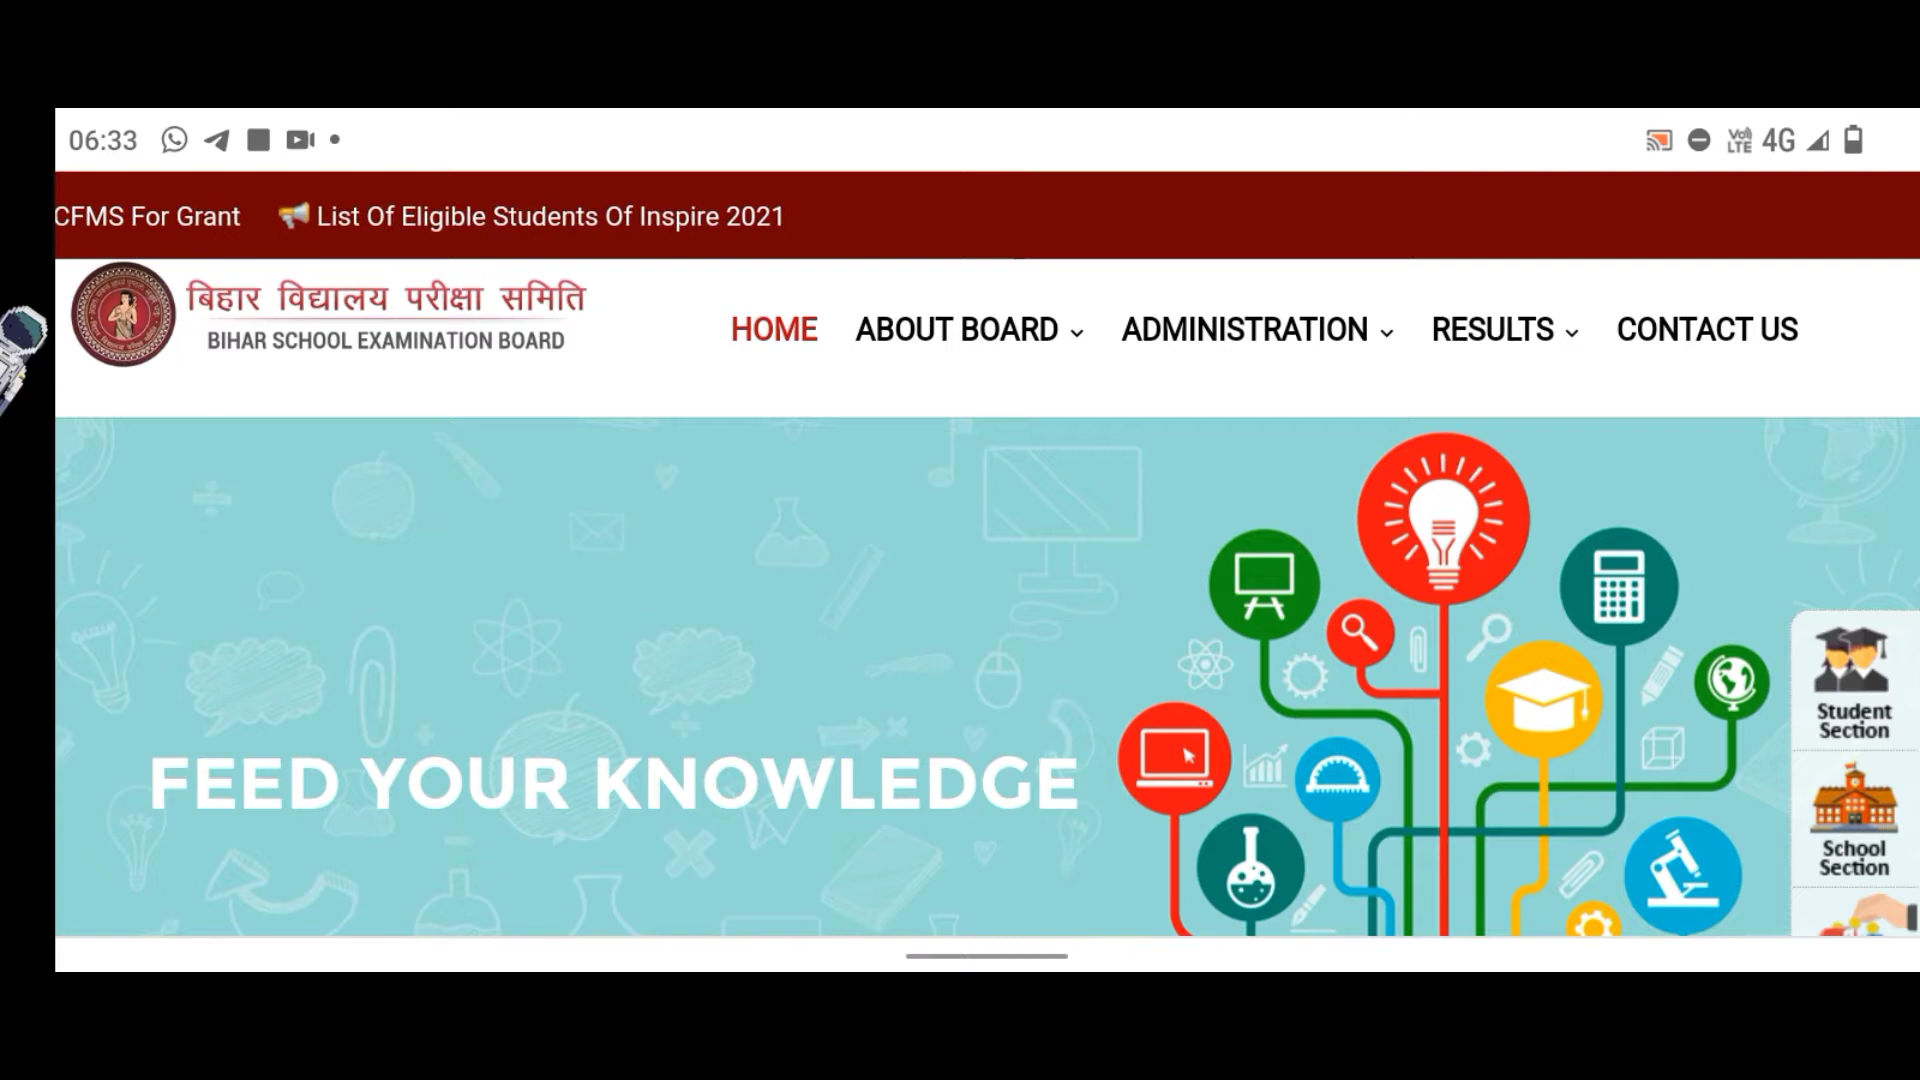 06:33
VoLTE 4G
CFMS For Grant List Of Eligible Students Of Inspire 2021
बिहार विद्यालय परीक्षा समिति
BIHAR SCHOOL EXAMINATION BOARD
HOME ABOUT BOARD ADMINISTRATION RESULTS CONTACT US
FEED YOUR KNOWLEDGE
Student
Section
School
Section